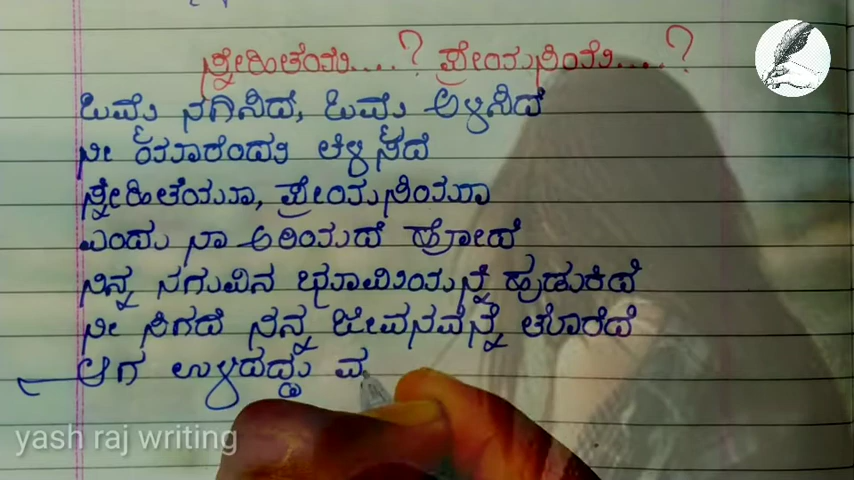 ಸ್ನೇಹಿತೆಯಾ....? ಪ್ರೇಯಸಿಯಾ....?
ಒಮ್ಮೆ ನಗಿಸಿದೆ, ಒಮ್ಮೆ ಅಳಿಸಿದೆ
ನೀ ಯಾರೆಂದು ತಿಳಿಸದೆ
ಸ್ನೇಹಿತೆಯಾ, ಪ್ರೇಯಸಿಯಾ
ಎಂದು ನಾ ಅರಿಯದೆ ಹೋದೆ
ನಿನ್ನ ನಗುವಿನ ಛಾಯೆಯನ್ನೆ ಹುಡುಕಿದೆ
ನೀ ಸಿಗದೆ ನನ್ನ ಜೀವನವನ್ನೆ ತೊರೆದೆ
ಆಗ ಉಳಿದದ್ದು ವ
yash raj writing